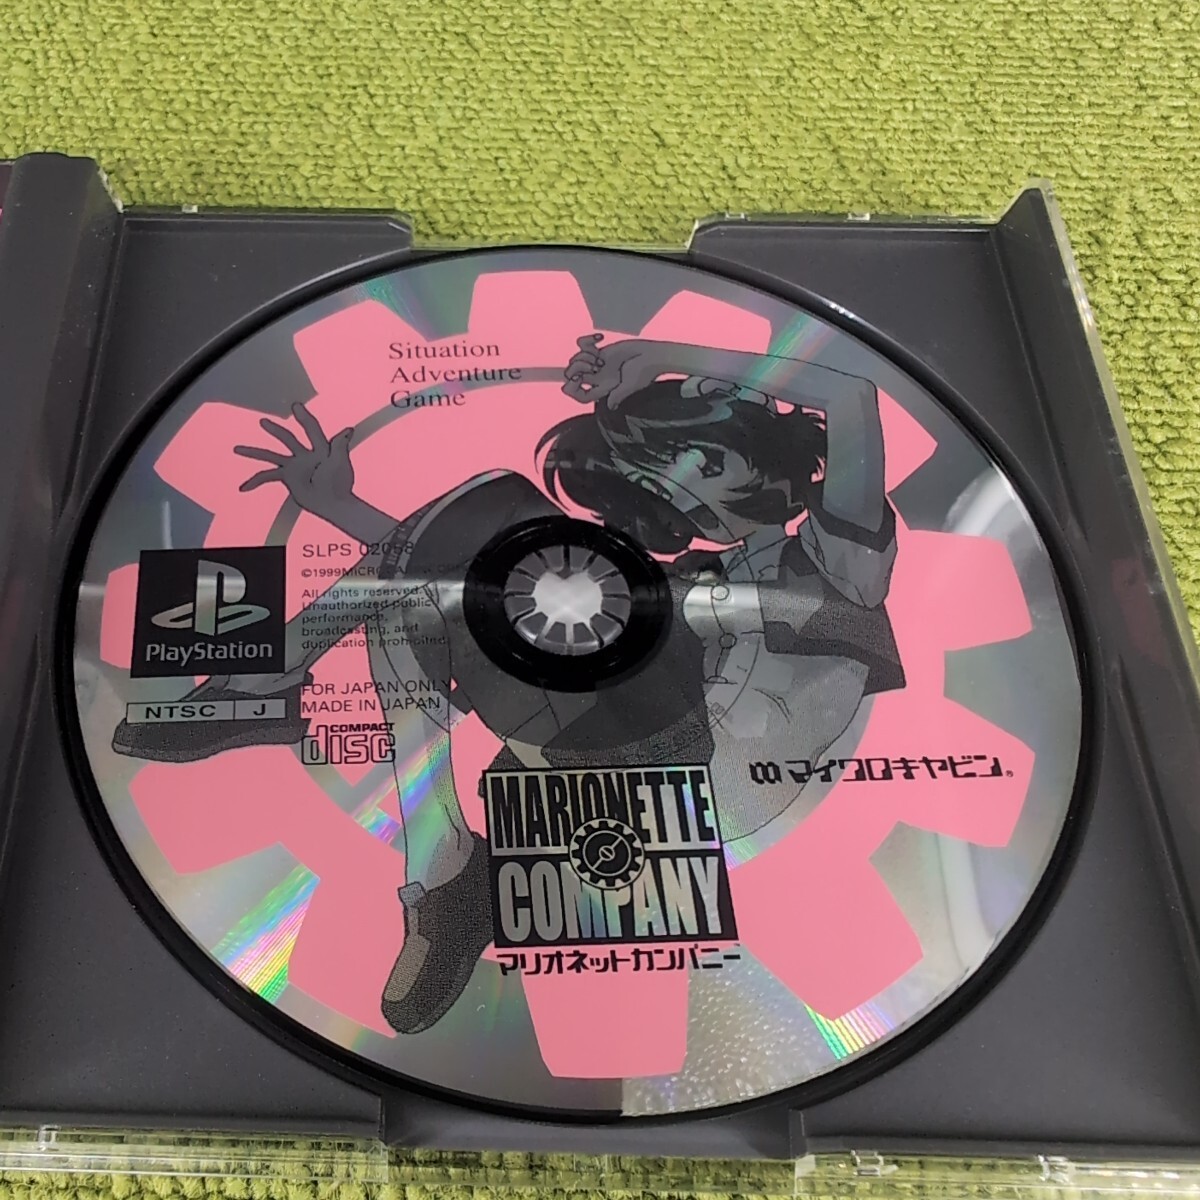 Situation
Adventure
Game
SLPS 02058
©1999MICROCABIN CORP.
All rights reserved.
Unauthorized public
performance,
broadcasting, and
duplication prohibited.
PlayStation
FOR JAPAN ONLY
MADE IN JAPAN
NTSC J
COMPACT
disc
マイクロキャビン®
MARIONETTE
COMPANY
マリオネットカンパニー